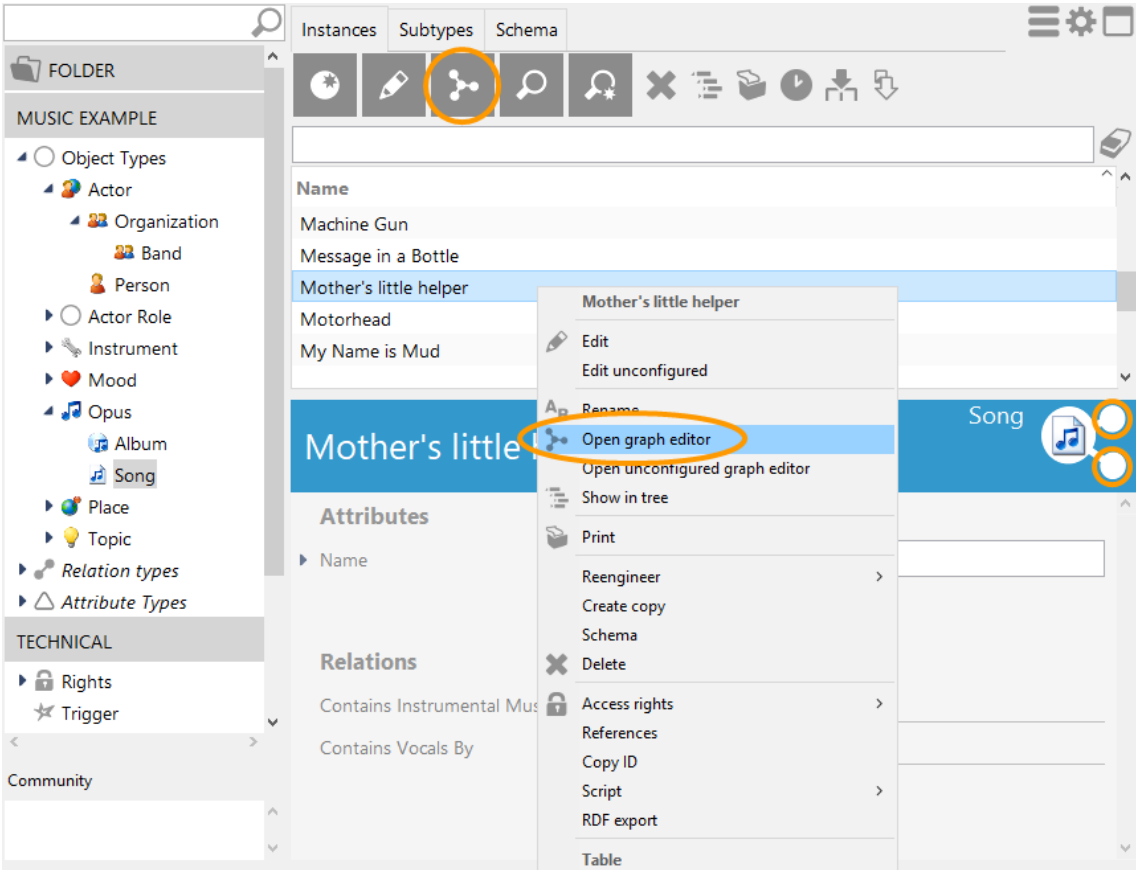 Instances
Subtypes
Schema
FOLDER
MUSIC EXAMPLE
Object Types
Actor
Organization
Band
Person
Actor Role
Instrument
Mood
Opus
Album
Song
Place
Topic
Relation types
Attribute Types
TECHNICAL
Rights
Trigger
Community
Name
Machine Gun
Message in a Bottle
Mother's little helper
Motorhead
My Name is Mud
Mother's little
Song
Attributes
Name
Relations
Contains Instrumental Mus
Contains Vocals By
Mother's little helper
Edit
Edit unconfigured
Rename
Open graph editor
Open unconfigured graph editor
Show in tree
Print
Reengineer
Create copy
Schema
Delete
Access rights
References
Copy ID
Script
RDF export
Table